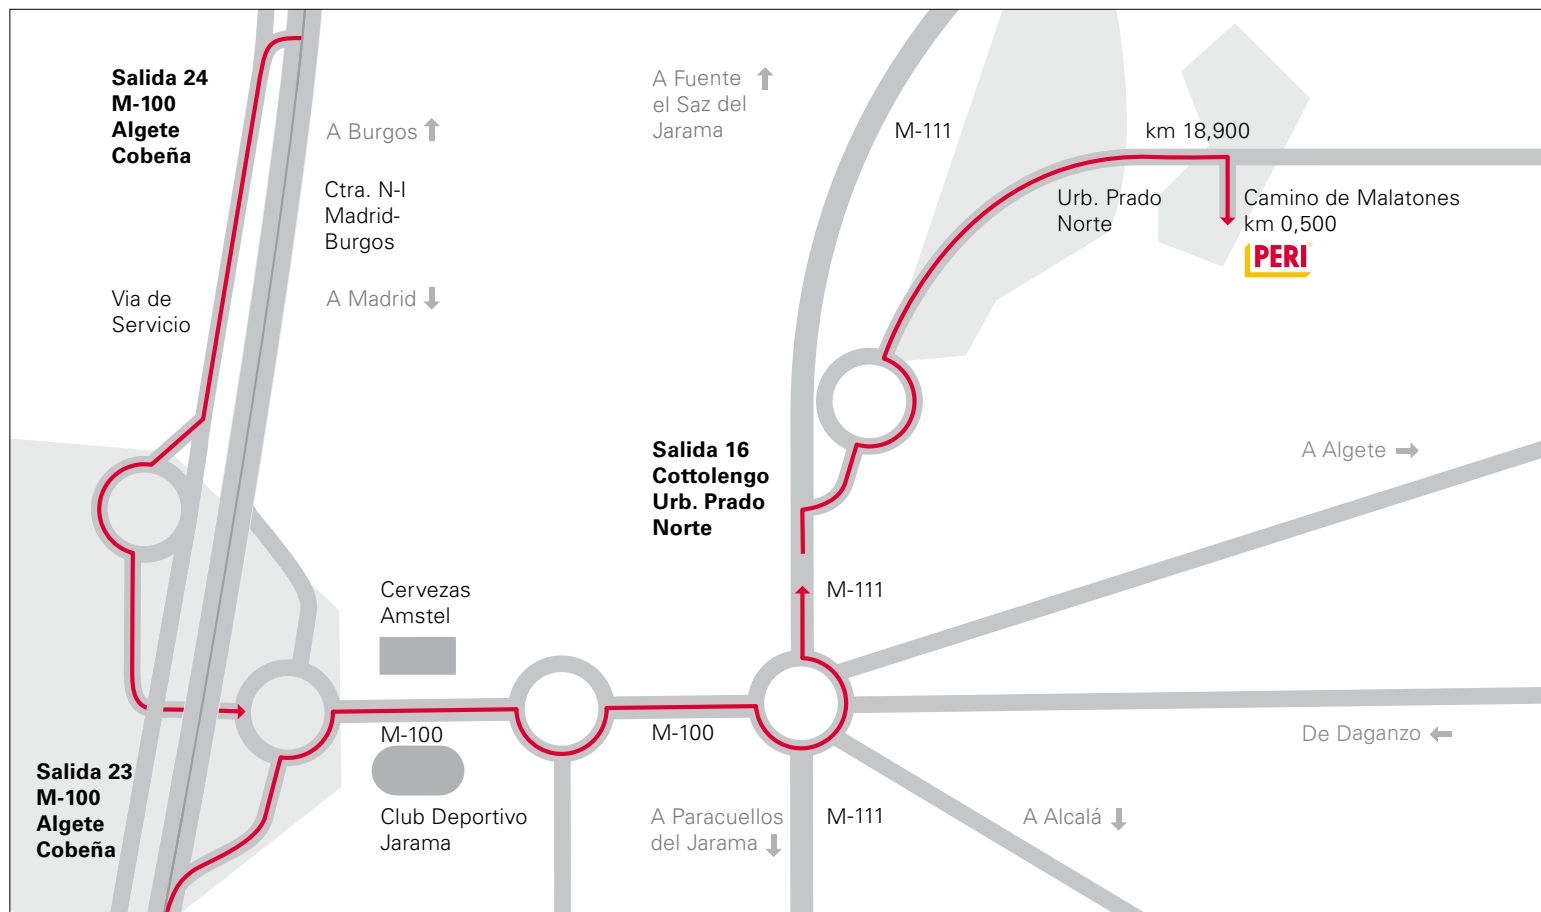 Salida 24
M-100
Algete
Cobeña
A Burgos
Ctra. N-I
Madrid-
Burgos
A Madrid
Via de
Servicio
A Fuente
el Saz del
Jarama
M-111
km 18,900
Urb. Prado
Norte
Camino de Malatones
km 0,500
PERI
Salida 16
Cottolengo
Urb. Prado
Norte
A Algete
Cervezas
Amstel
M-111
M-100
M-100
De Daganzo
Salida 23
M-100
Algete
Cobeña
Club Deportivo
Jarama
A Paracuellos
del Jarama
M-111
A Alcalá